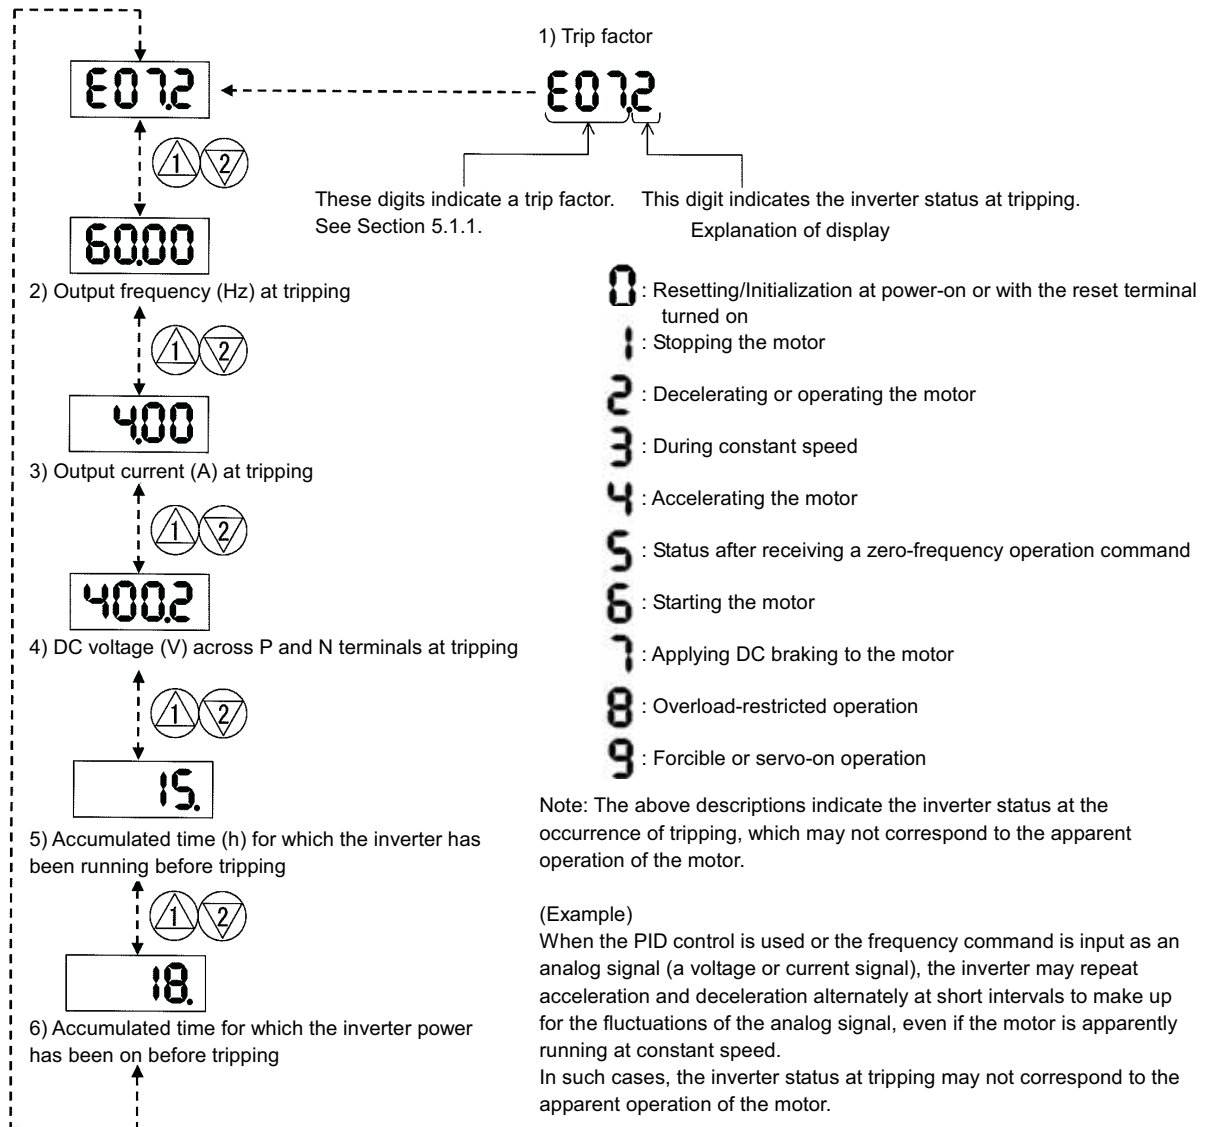 1) Trip factor
E07.2
E07.2
1 2
These digits indicate a trip factor.
See Section 5.1.1.
This digit indicates the inverter status at tripping.
Explanation of display
60.00
2) Output frequency (Hz) at tripping
1 2
4.00
3) Output current (A) at tripping
1 2
400.2
4) DC voltage (V) across P and N terminals at tripping
1 2
15.
5) Accumulated time (h) for which the inverter has
been running before tripping
1 2
18.
6) Accumulated time for which the inverter power
has been on before tripping
0 : Resetting/Initialization at power-on or with the reset terminal
turned on
1 : Stopping the motor
2 : Decelerating or operating the motor
3 : During constant speed
4 : Accelerating the motor
5 : Status after receiving a zero-frequency operation command
6 : Starting the motor
7 : Applying DC braking to the motor
8 : Overload-restricted operation
9 : Forcible or servo-on operation
Note: The above descriptions indicate the inverter status at the
occurrence of tripping, which may not correspond to the apparent
operation of the motor.
(Example)
When the PID control is used or the frequency command is input as an
analog signal (a voltage or current signal), the inverter may repeat
acceleration and deceleration alternately at short intervals to make up
for the fluctuations of the analog signal, even if the motor is apparently
running at constant speed.
In such cases, the inverter status at tripping may not correspond to the
apparent operation of the motor.